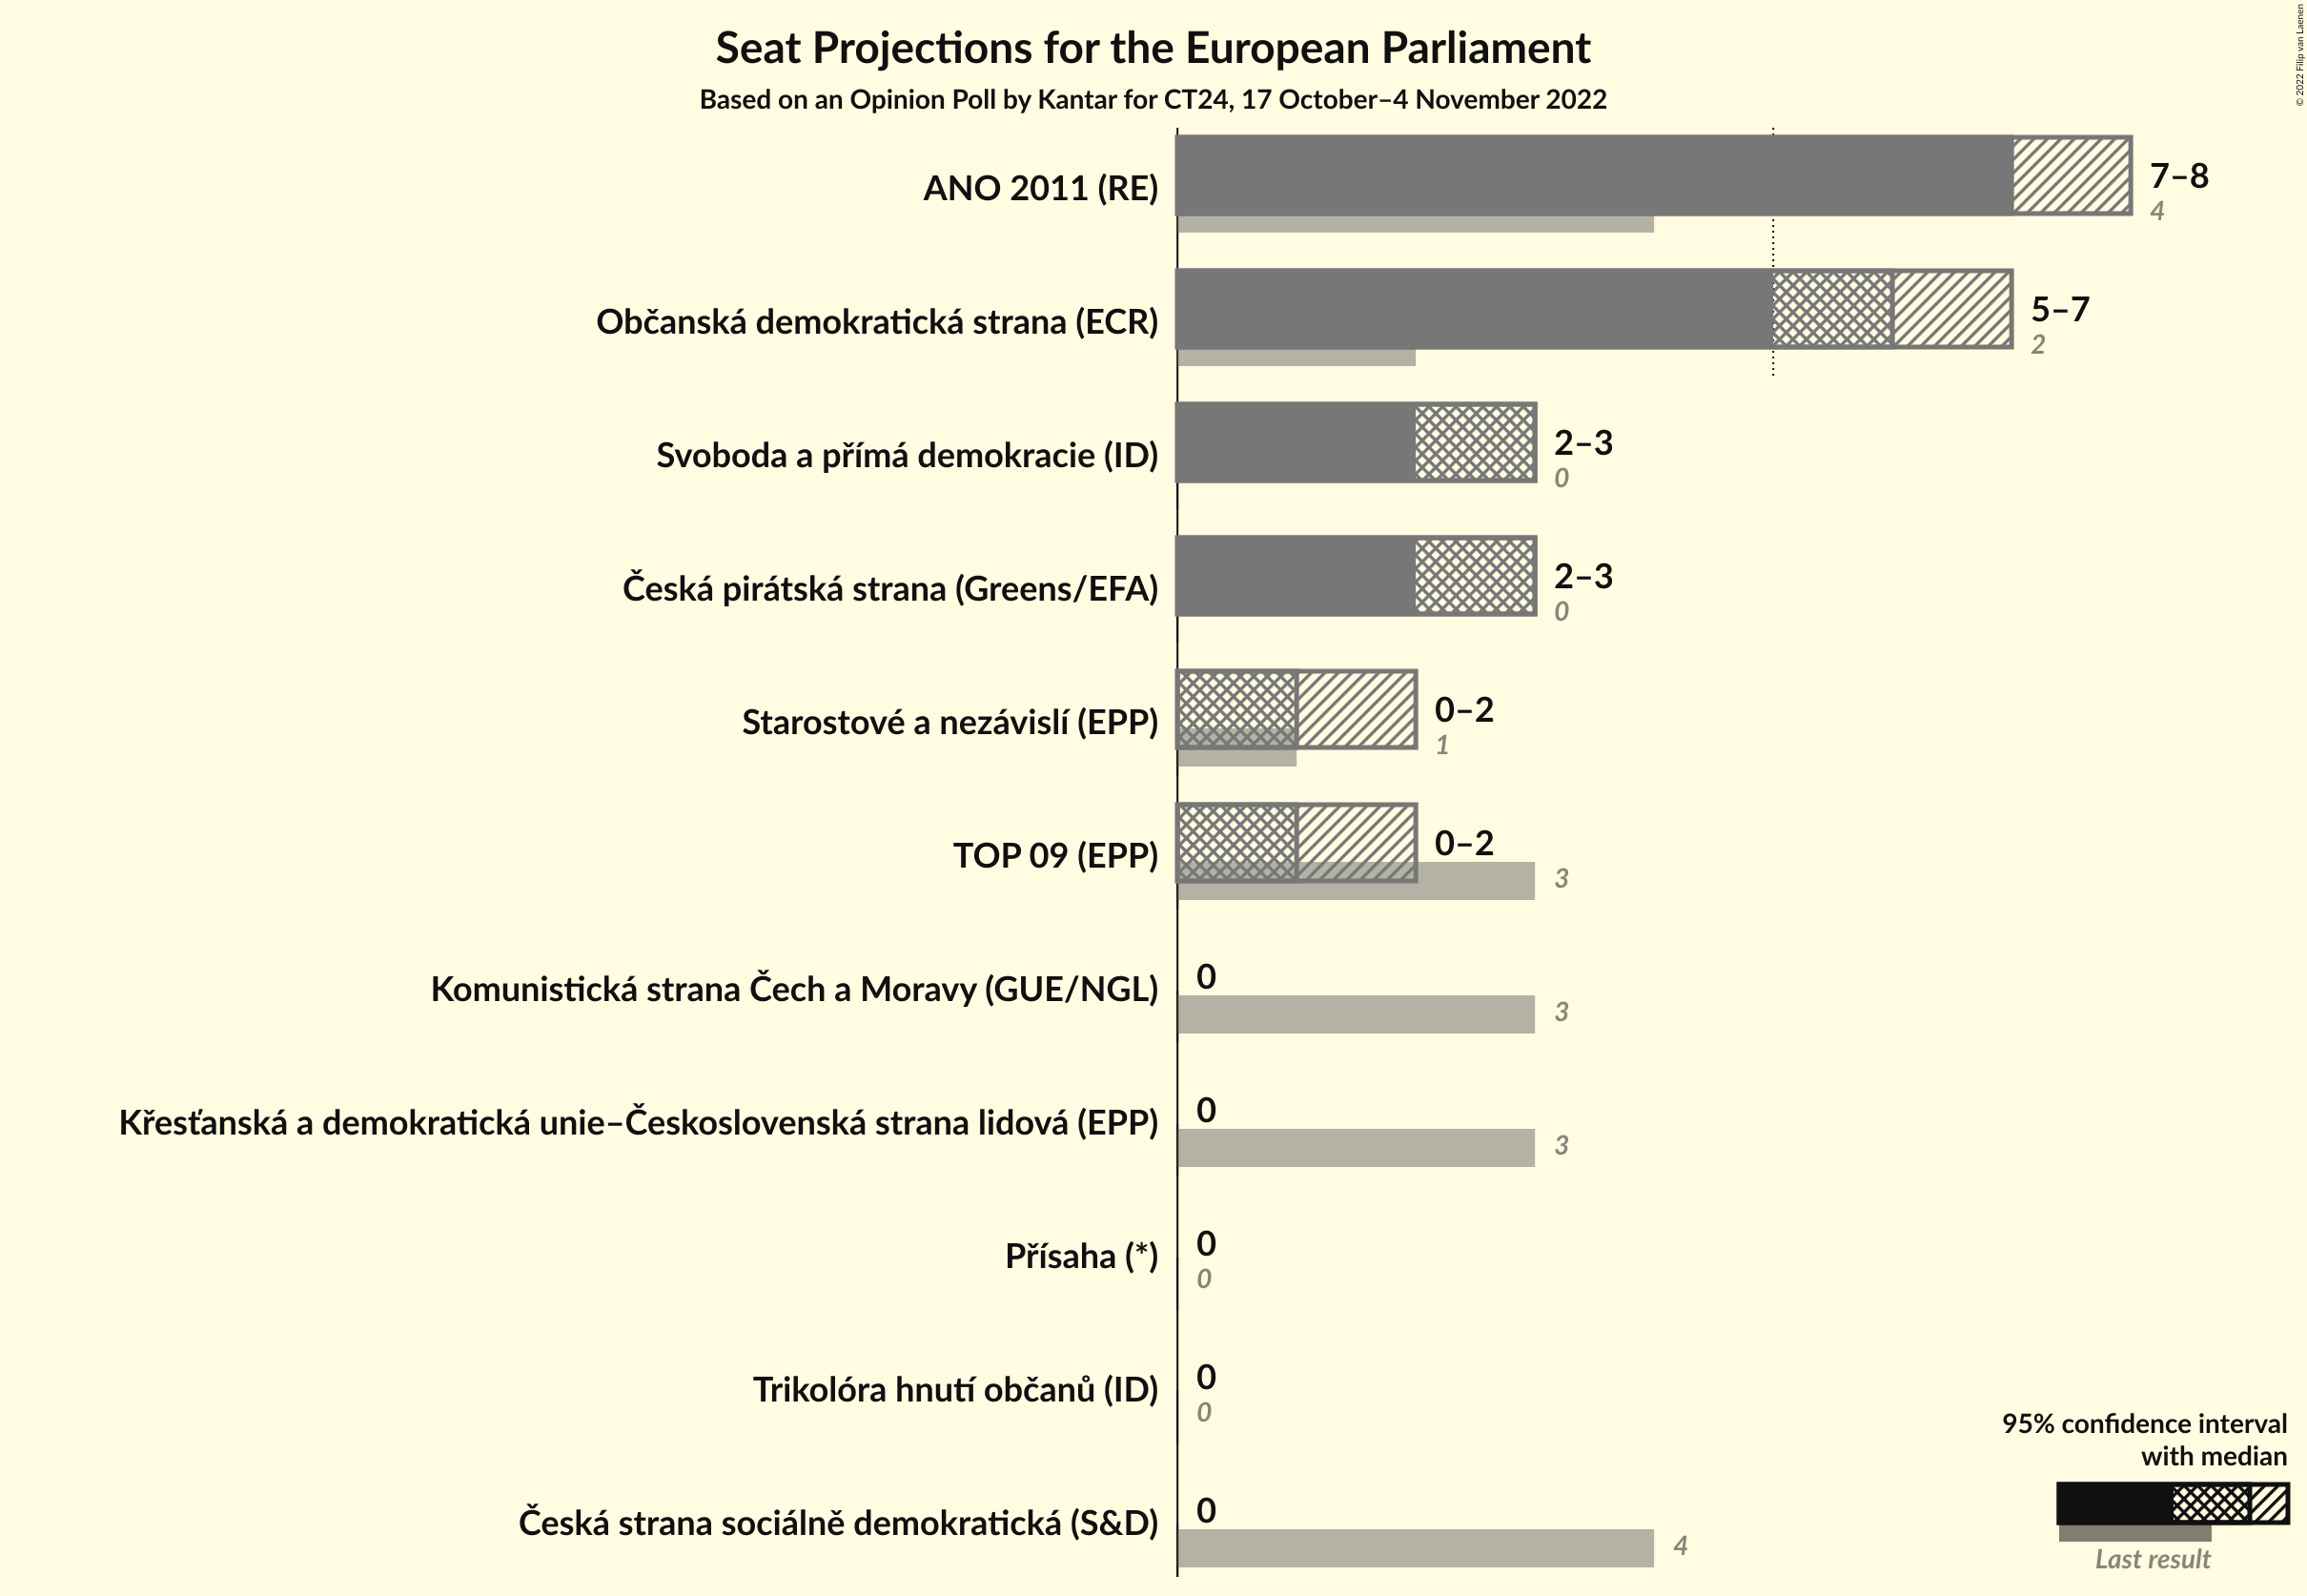 Seat Projections for the European Parliament
Based on an Opinion Poll by Kantar for CT24, 17 October–4 November 2022
© 2022 Filip van Laenen
ANO 2011 (RE)
7–8
4
Občanská demokratická strana (ECR)
5–7
2
Svoboda a přímá demokracie (ID)
2–3
0
Česká pirátská strana (Greens/EFA)
2–3
0
Starostové a nezávislí (EPP)
0–2
1
TOP 09 (EPP)
0–2
3
Komunistická strana Čech a Moravy (GUE/NGL)
0
3
Křesťanská a demokratická unie–Československá strana lidová (EPP)
0
3
Přísaha (*)
0
0
Trikolóra hnutí občanů (ID)
0
0
Česká strana sociálně demokratická (S&D)
0
4
95% confidence interval
with median
Last result